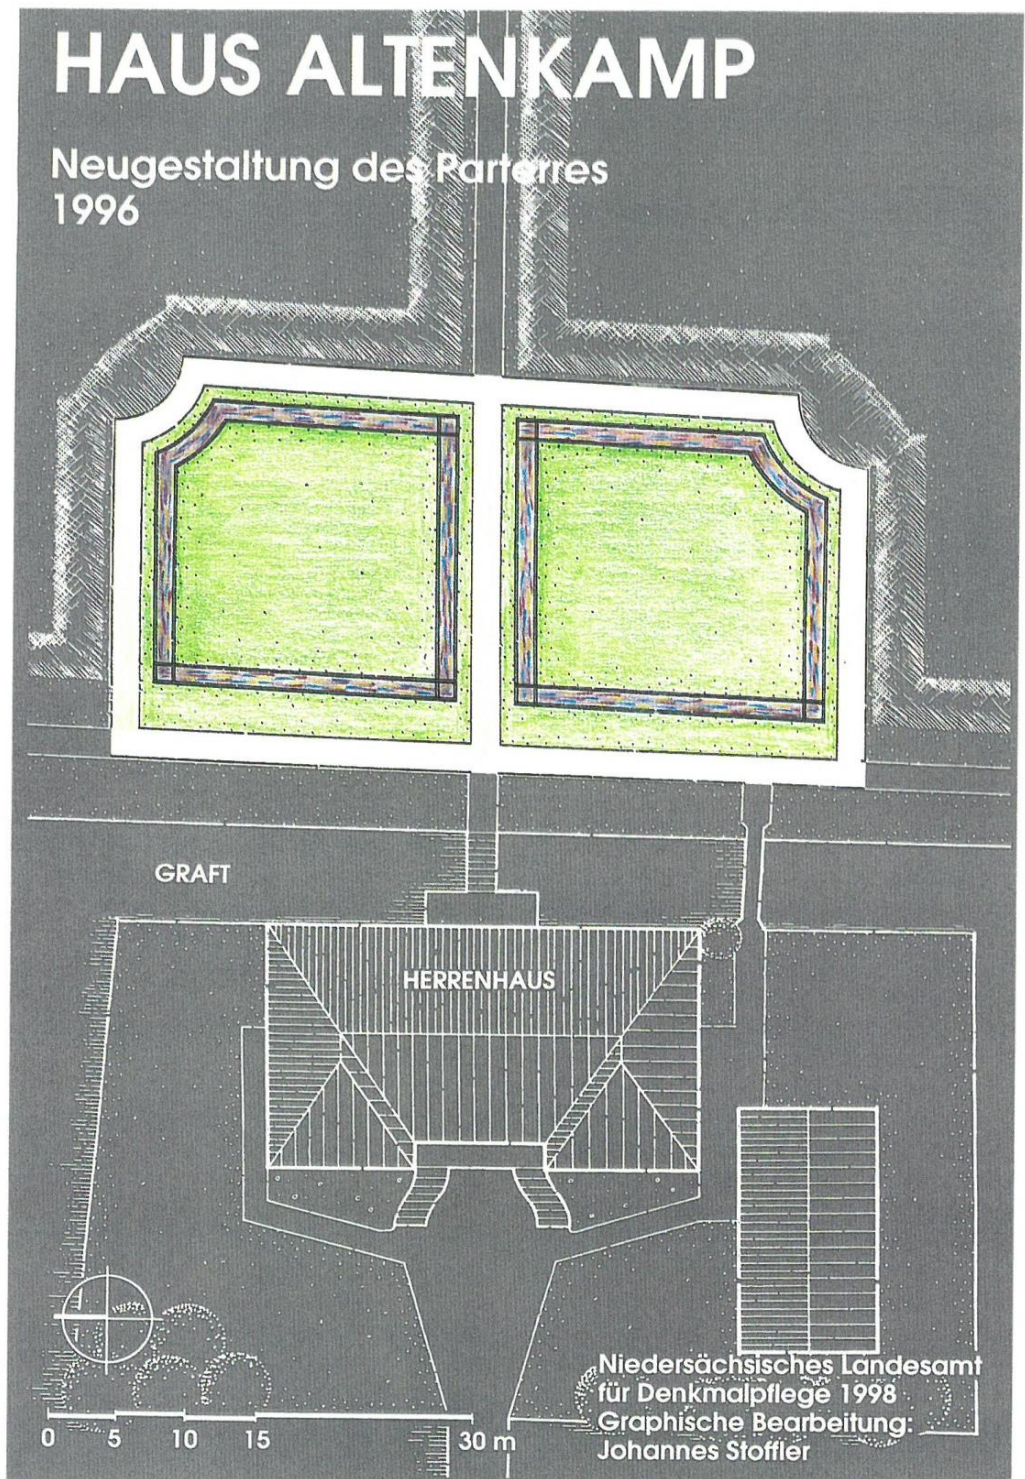 HAUS ALTENKAMP
Neugestaltung des Parterres
1996
GRAFT
HERRENHAUS
Niedersächsisches Landesamt
für Denkmalpflege 1998
Graphische Bearbeitung:
Johannes Stoffler
0 5 10 15 30 m